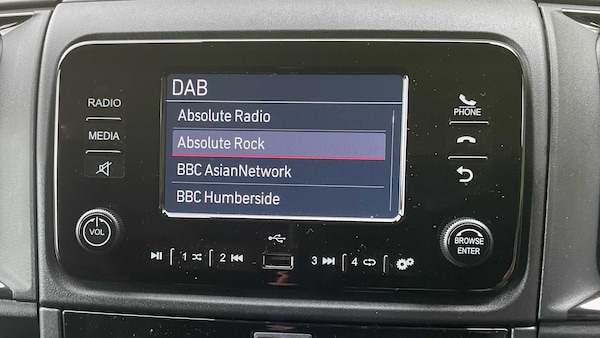 DAB
Absolute Radio
Absolute Rock
BBC AsianNetwork
BBC Humberside
RADIO
MEDIA
VOL
PHONE
BROWSE
ENTER
1 2 3 4